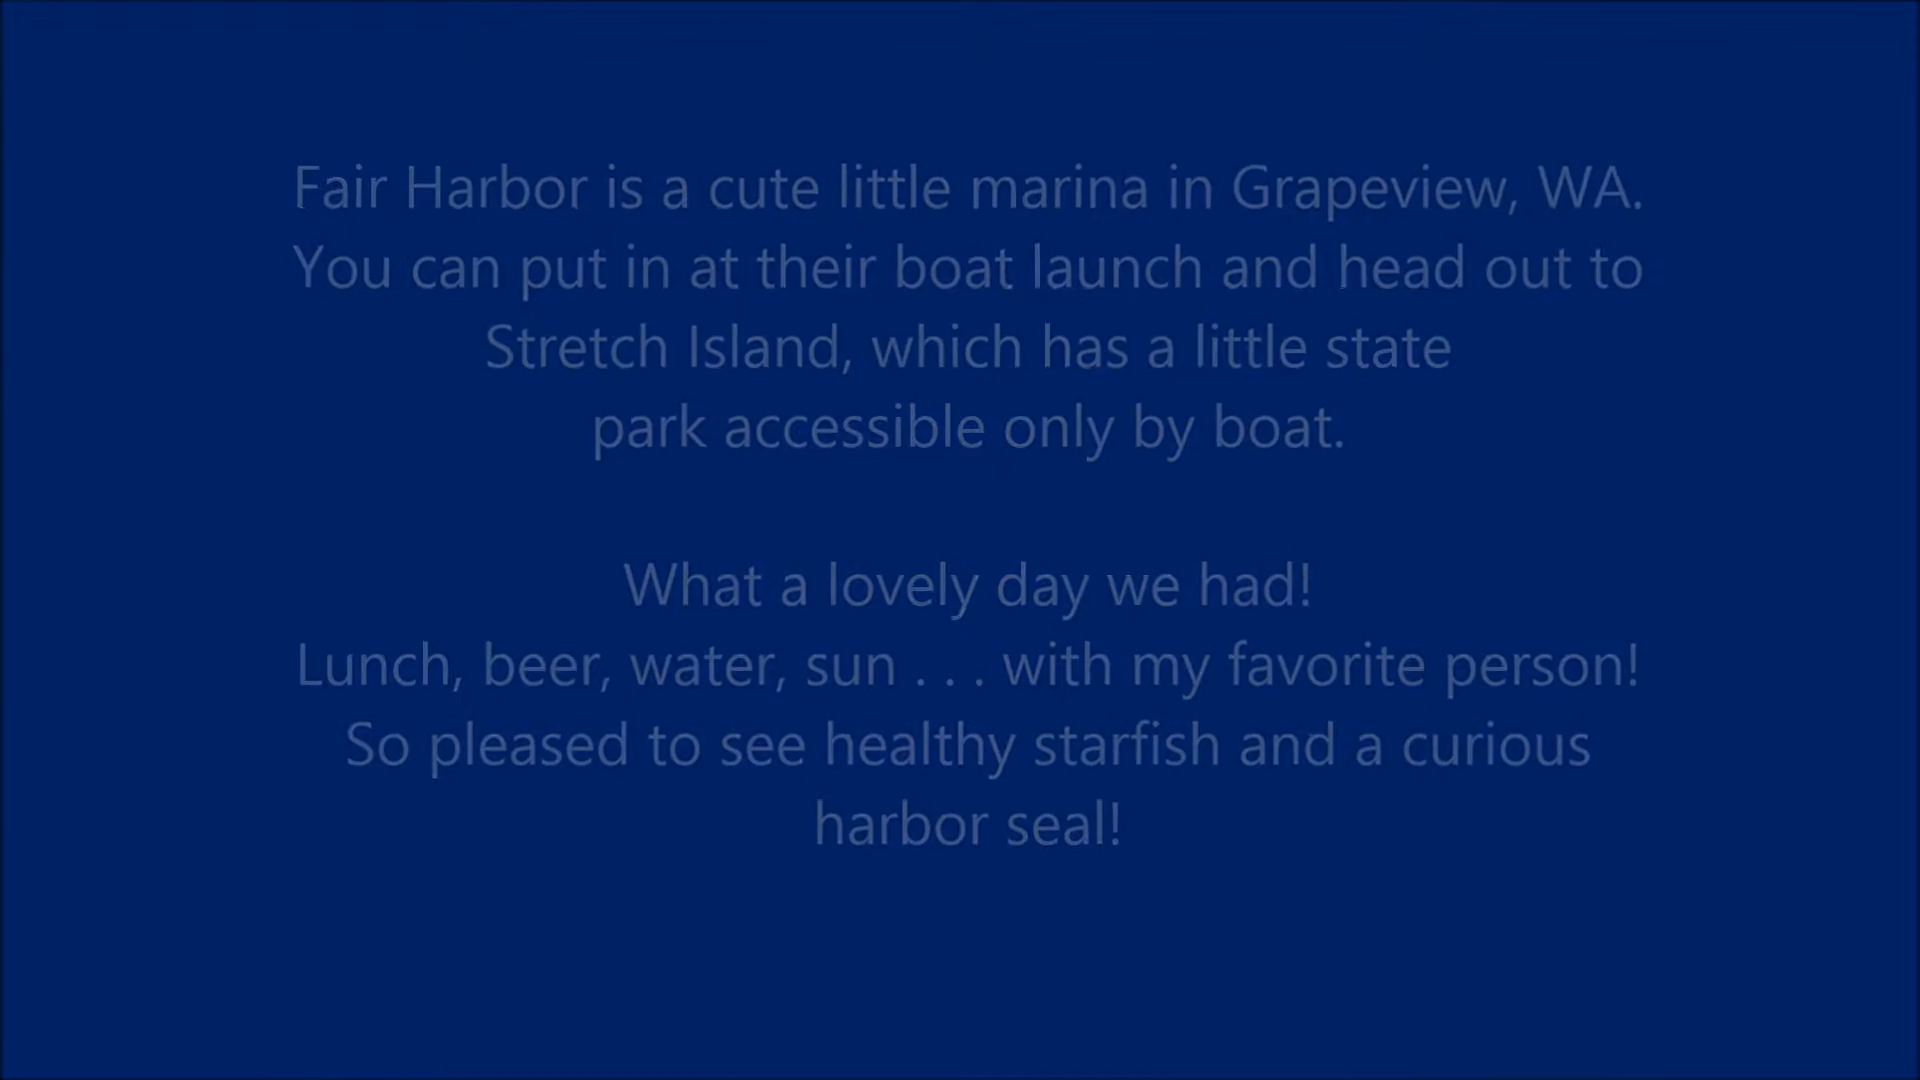 Fair Harbor is a cute little marina in Grapeview, WA.
You can put in at their boat launch and head out to
Stretch Island, which has a little state
park accessible only by boat.
What a lovely day we had!
Lunch, beer, water, sun . . . with my favorite person!
So pleased to see healthy starfish and a curious
harbor seal!